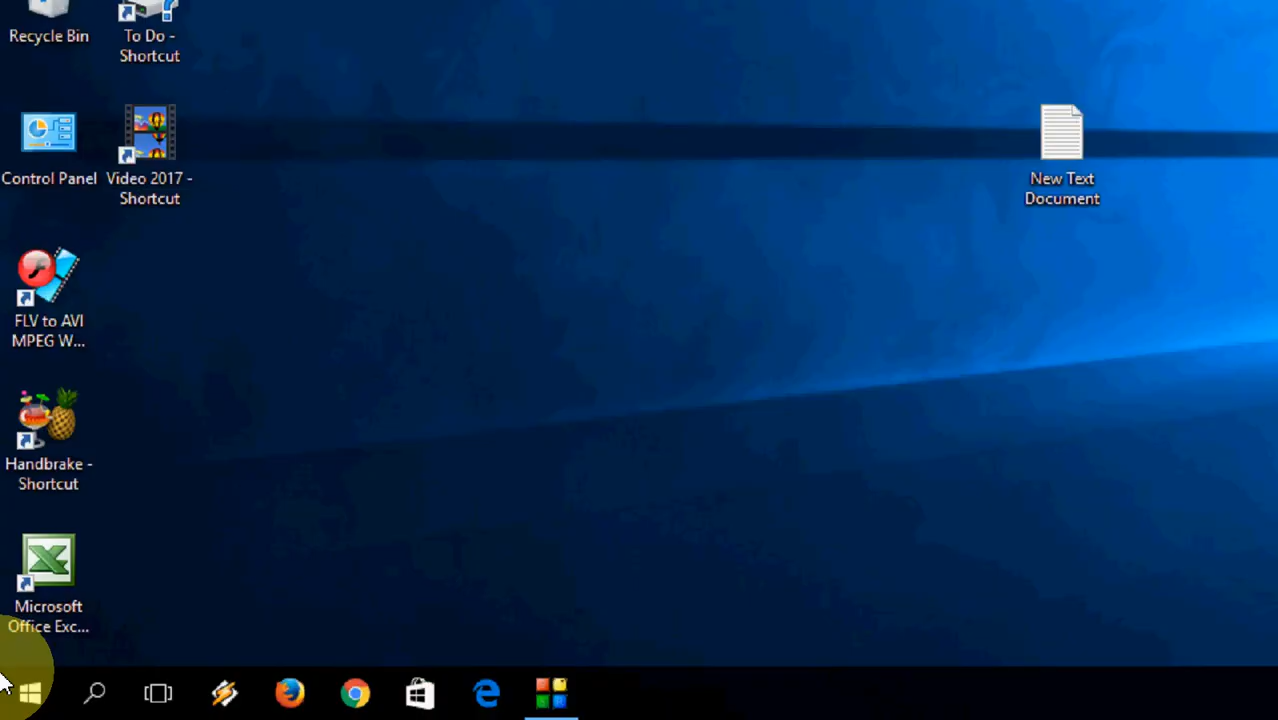 Recycle Bin
To Do -
Shortcut
Control Panel
Video 2017 -
Shortcut
New Text
Document
FLV to AVI
MPEG W...
Handbrake -
Shortcut
Microsoft
Office Exc...